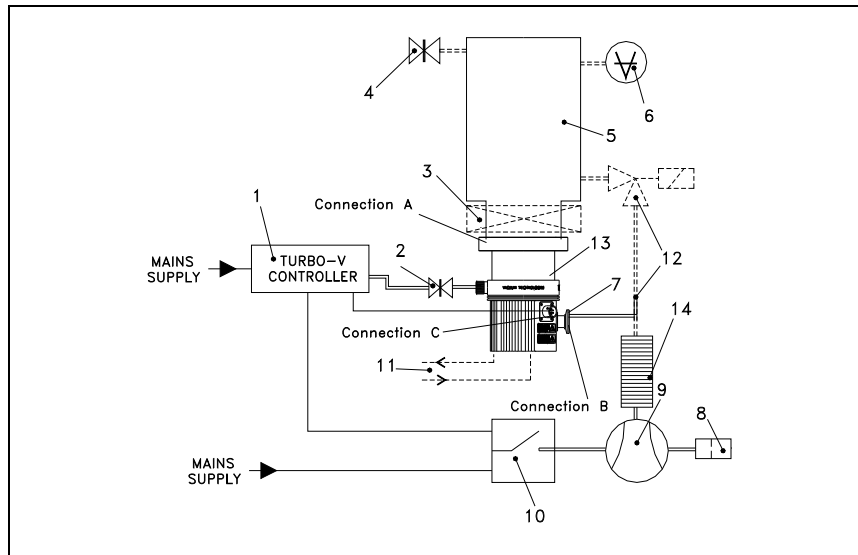 4
6
5
3
Connection A
1
13
12
MAINS
SUPPLY
TURBO-V
CONTROLLER
2
7
Connection C
14
11
9
Connection B
8
MAINS
SUPPLY
10